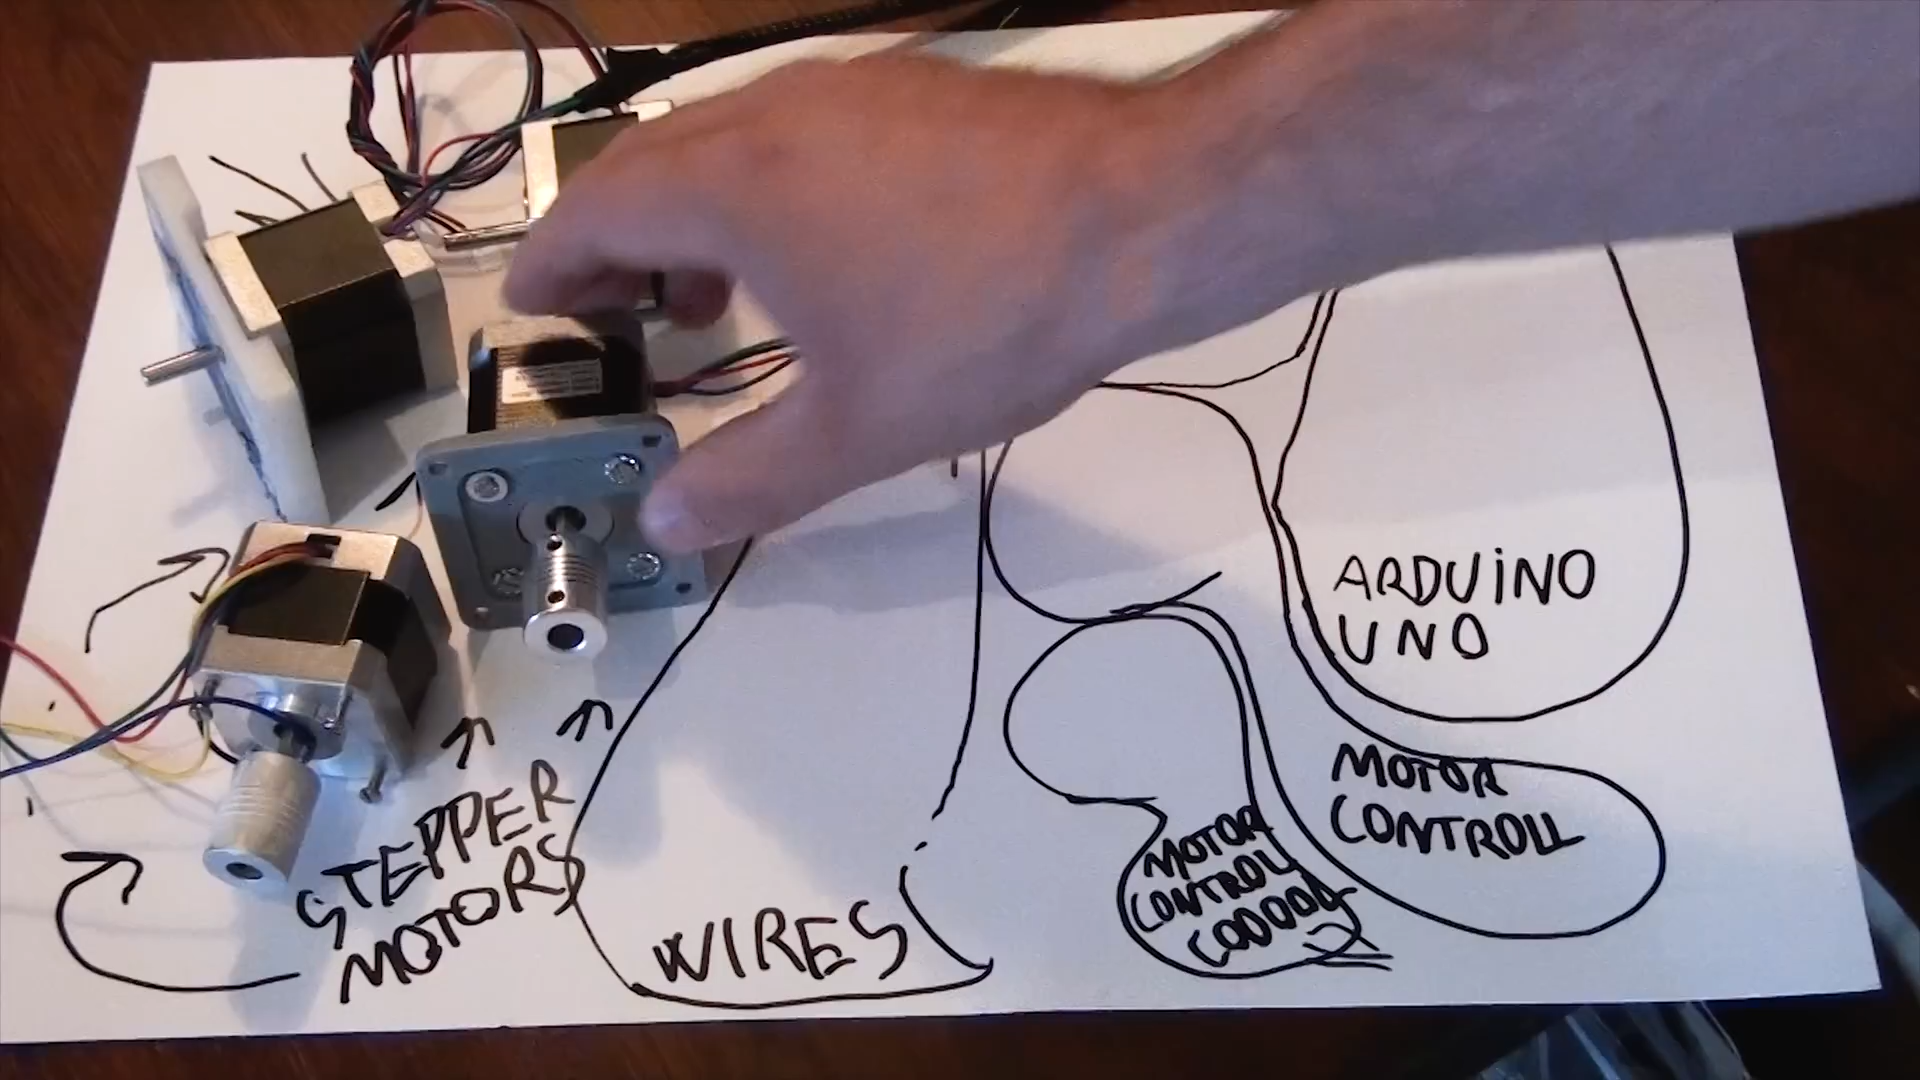 STEPPER
MOTORS
WIRES
MOTOR
CONTROLL
ARDUiNO
UNO
MOTOR
CONTROLL